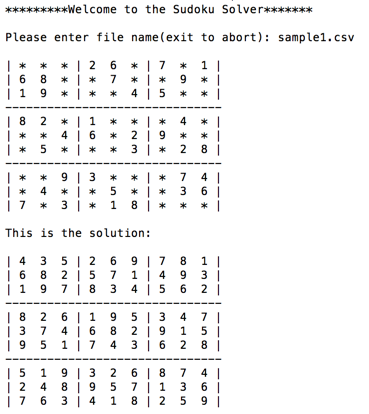 *********Welcome to the Sudoku Solver*******
Please enter file name(exit to abort): sample1.csv
| * * * | 2 6 * | 7 * 1 |
| 6 8 * | * 7 * | * 9 * |
| 1 9 * | * * 4 | 5 * * |
-------------------------------
| 8 2 * | 1 * * | * 4 * |
| * * 4 | 6 * 2 | 9 * * |
| * 5 * | * * 3 | * 2 8 |
-------------------------------
| * * 9 | 3 * * | * 7 4 |
| * 4 * | * 5 * | * 3 6 |
| 7 * 3 | * 1 8 | * * * |
This is the solution:
| 4 3 5 | 2 6 9 | 7 8 1 |
| 6 8 2 | 5 7 1 | 4 9 3 |
| 1 9 7 | 8 3 4 | 5 6 2 |
-------------------------------
| 8 2 6 | 1 9 5 | 3 4 7 |
| 3 7 4 | 6 8 2 | 9 1 5 |
| 9 5 1 | 7 4 3 | 6 2 8 |
-------------------------------
| 5 1 9 | 3 2 6 | 8 7 4 |
| 2 4 8 | 9 5 7 | 1 3 6 |
| 7 6 3 | 4 1 8 | 2 5 9 |